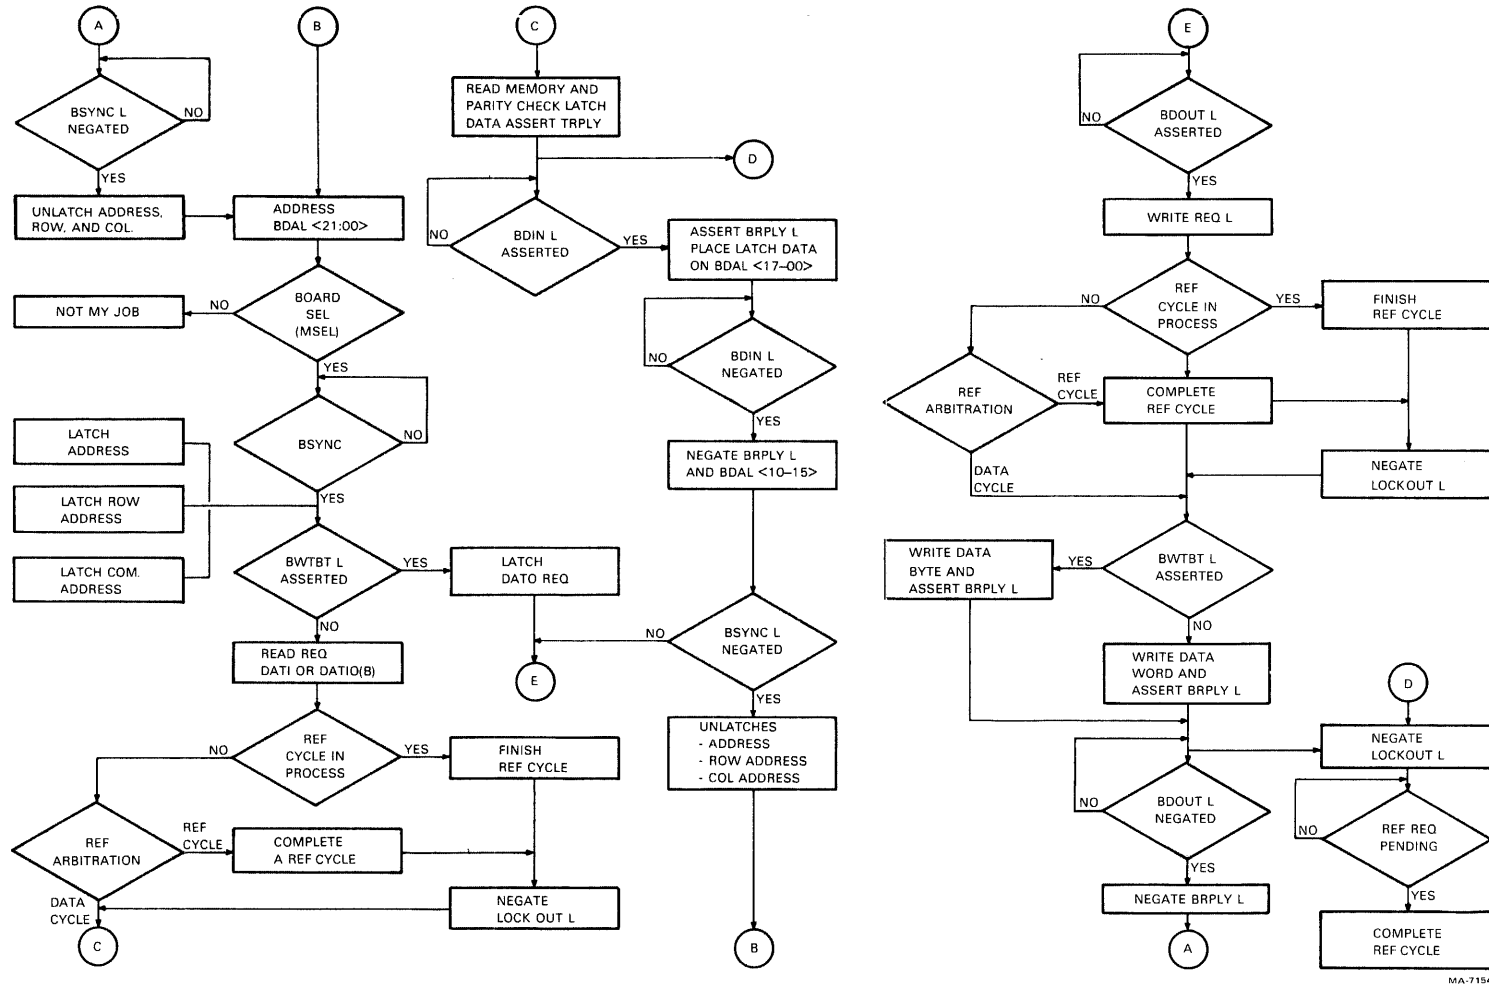 A
BSYNC L
NEGATED
NO
YES
UNLATCH ADDRESS,
ROW, AND COL.
B
ADDRESS
BDAL <21:00>
BOARD
SEL
(MSEL)
NO
NOT MY JOB
YES
BSYNC
NO
YES
LATCH
ADDRESS
LATCH ROW
ADDRESS
LATCH COM.
ADDRESS
BWTBT L
ASSERTED
YES
LATCH
DATO REQ
NO
READ REQ
DATI OR DATIO(B)
E
REF
CYCLE IN
PROCESS
NO
YES
FINISH
REF CYCLE
REF
ARBITRATION
REF
CYCLE
COMPLETE
A REF CYCLE
NEGATE
LOCK OUT L
DATA
CYCLE
C
C
READ MEMORY AND
PARITY CHECK LATCH
DATA ASSERT TRPLY
D
BDIN L
ASSERTED
NO
YES
ASSERT BRPLY L
PLACE LATCH DATA
ON BDAL <17–00>
BDIN L
NEGATED
NO
YES
NEGATE BRPLY L
AND BDAL <10–15>
BSYNC L
NEGATED
NO
YES
UNLATCHES
- ADDRESS
- ROW ADDRESS
- COL ADDRESS
B
E
BDOUT L
ASSERTED
NO
YES
WRITE REQ L
REF
CYCLE IN
PROCESS
NO
YES
FINISH
REF CYCLE
REF
ARBITRATION
REF
CYCLE
COMPLETE
REF CYCLE
DATA
CYCLE
NEGATE
LOCKOUT L
BWTBT L
ASSERTED
YES
WRITE DATA
BYTE AND
ASSERT BRPLY L
NO
WRITE DATA
WORD AND
ASSERT BRPLY L
BDOUT L
NEGATED
NO
YES
NEGATE BRPLY L
A
D
NEGATE
LOCKOUT L
REF REQ
PENDING
NO
YES
COMPLETE
REF CYCLE
MA-7154